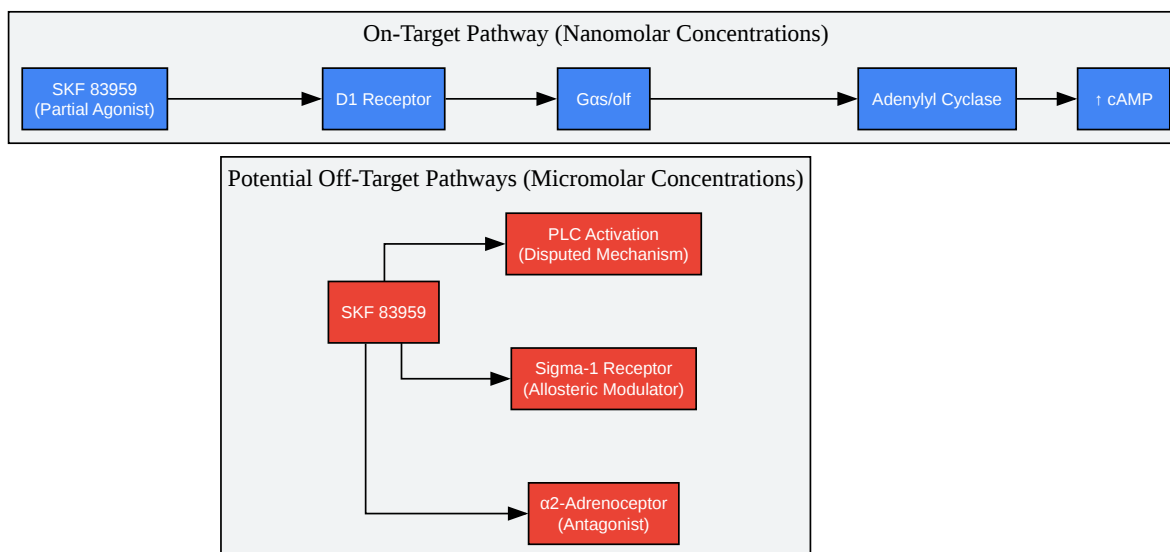 On-Target Pathway (Nanomolar Concentrations)
SKF 83959
(Partial Agonist)
D1 Receptor
Gαs/olf
Adenylyl Cyclase
↑ cAMP
Potential Off-Target Pathways (Micromolar Concentrations)
PLC Activation
(Disputed Mechanism)
SKF 83959
Sigma-1 Receptor
(Allosteric Modulator)
α2-Adrenoceptor
(Antagonist)